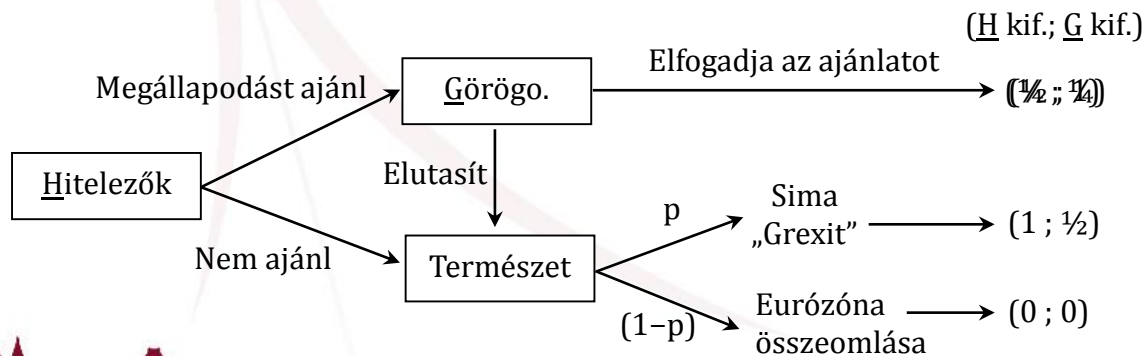 (H kif.; G kif.)
Elfogadja az ajánlatot
Megállapodást ajánl
Görögo.
Hitelezők
Elutasít
Nem ajánl
Természet
p
Sima
„Grexit”
(1 ; ½)
(1−p)
Eurózóna
összeomlása
(0 ; 0)